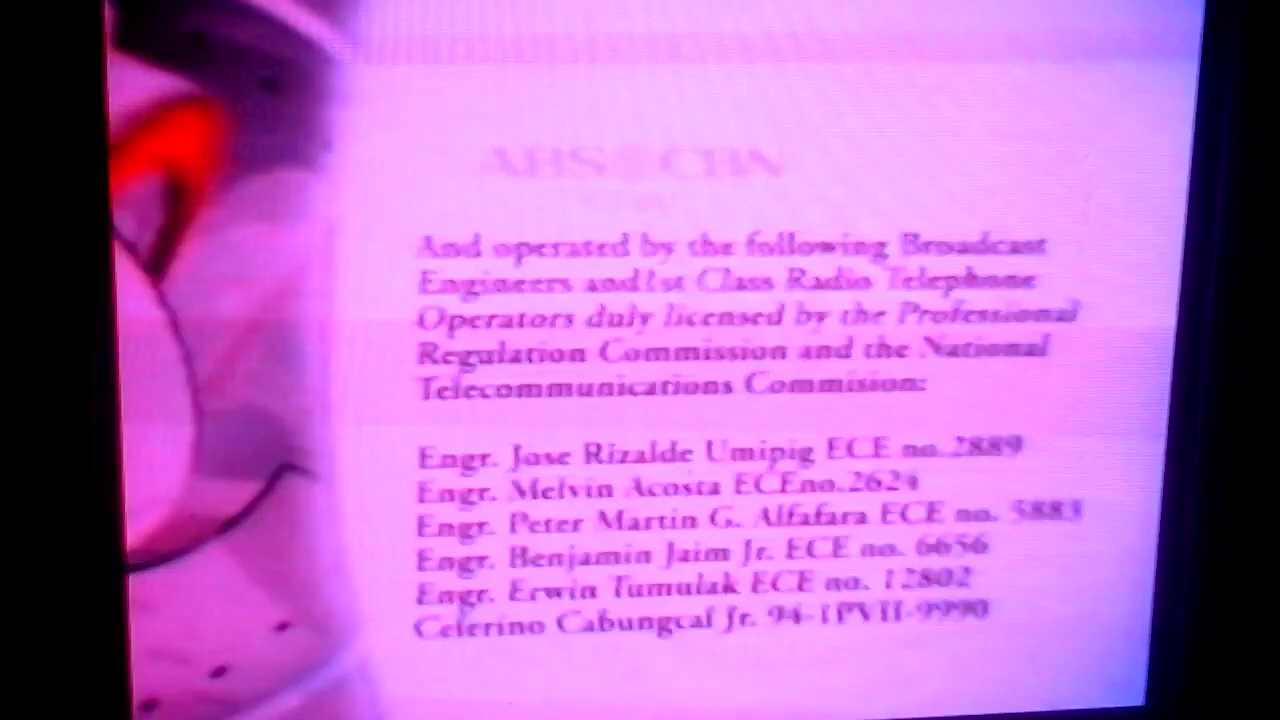 ABS CBN
And operated by the following Broadcast
Engineers and1st Class Radio Telephone
Operators duly licensed by the Professional
Regulation Commission and the National
Telecommunications Commision:
Engr. Jose Rizalde Umipig ECE no.2889
Engr. Melvin Acosta ECEno.2624
Engr. Peter Martin G. Alfafara ECE no. 5883
Engr. Benjamin Jaim Jr. ECE no. 6656
Engr. Erwin Tumulak ECE no. 12802
Celerino Cabungcal Jr. 94-1PVII-9990